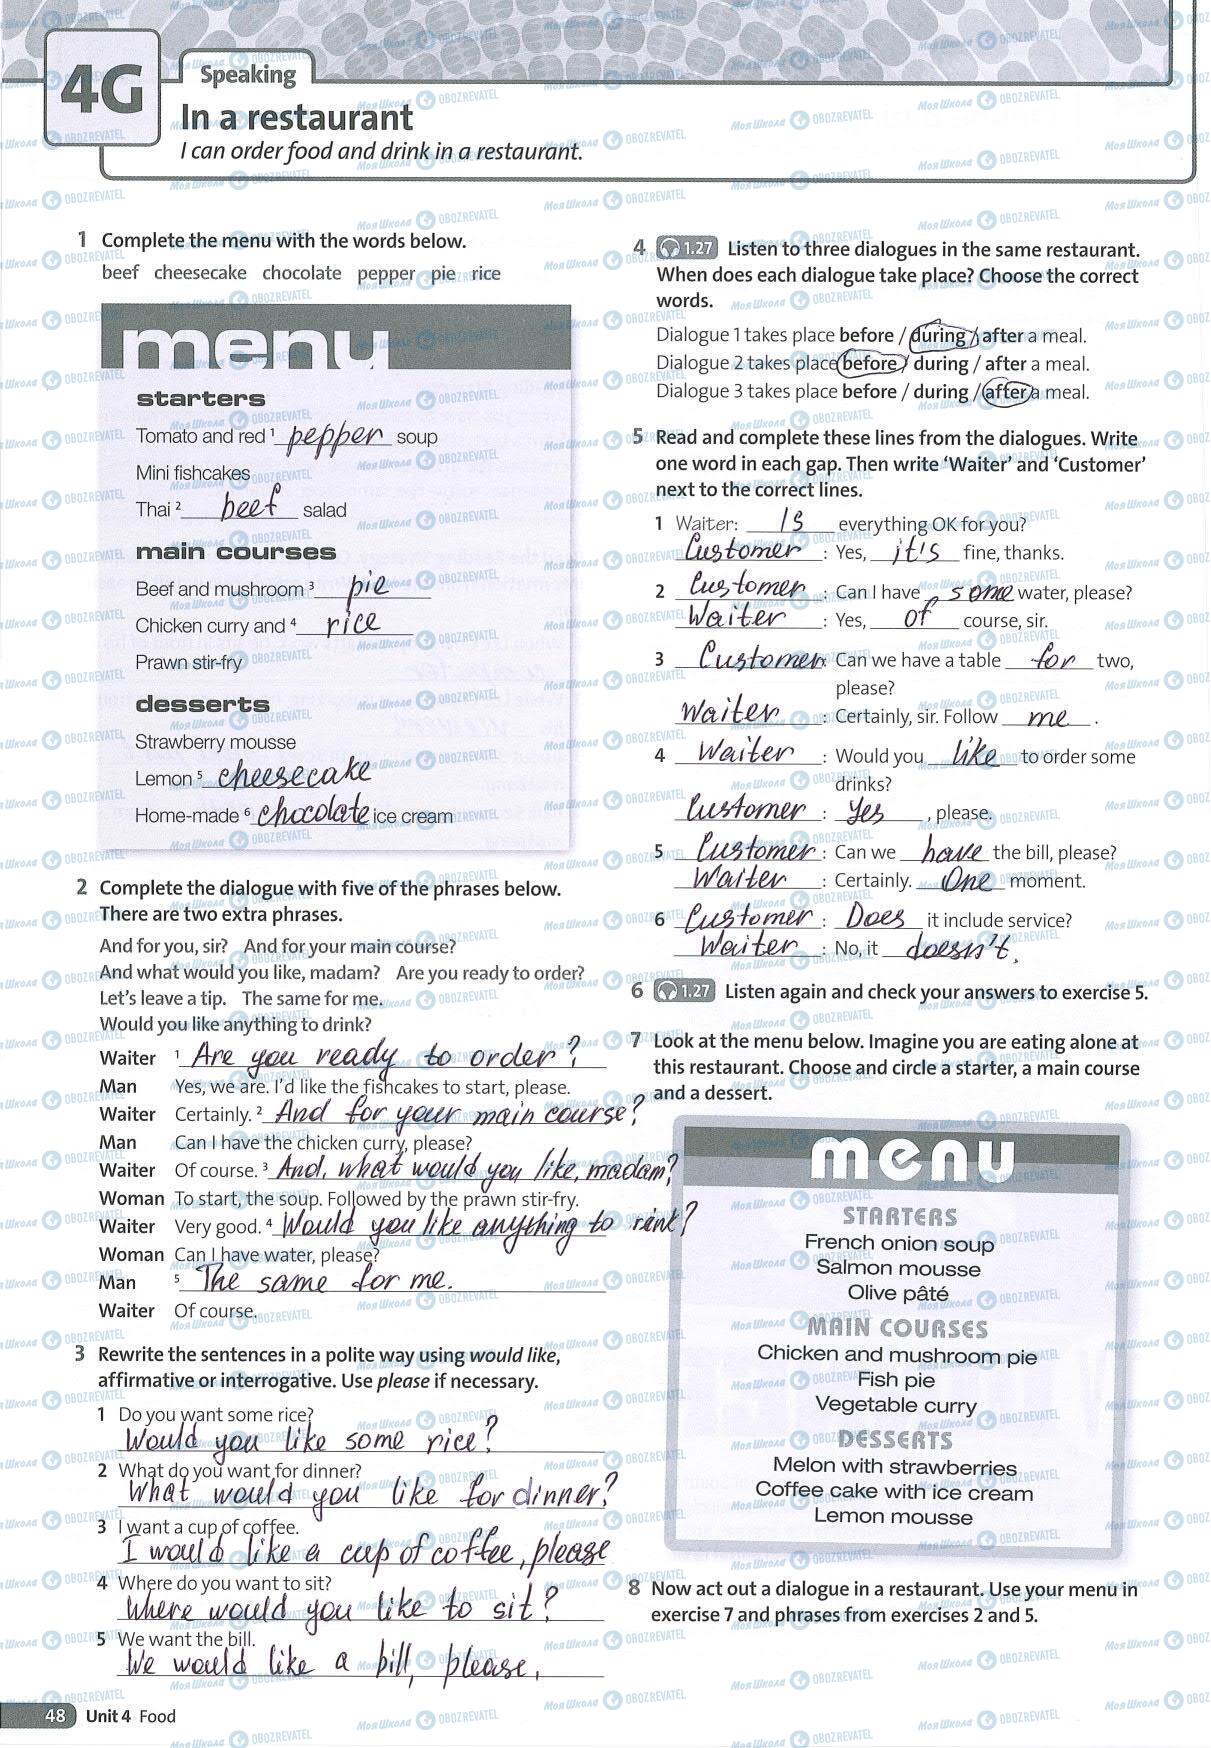 4G
Speaking
In a restaurant
I can order food and drink in a restaurant.
1 Complete the menu with the words below.
beef cheesecake chocolate pepper pie rice
menu
starters
Tomato and red 1 pepper soup
Mini fishcakes
Thai 2 beef salad
main courses
Beef and mushroom 3 pie
Chicken curry and 4 rice
Prawn stir-fry
desserts
Strawberry mousse
Lemon 5 cheesecake
Home-made 6 chocolate ice cream
2 Complete the dialogue with five of the phrases below.
There are two extra phrases.
And for you, sir? And for your main course?
And what would you like, madam? Are you ready to order?
Let's leave a tip. The same for me.
Would you like anything to drink?
Waiter 1 Are you ready to order?
Man Yes, we are. I'd like the fishcakes to start, please.
Waiter Certainly. 2 And for your main course?
Man Can I have the chicken curry, please?
Waiter Of course. 3 And, what would you like, madam?
Woman To start, the soup. Followed by the prawn stir-fry.
Waiter Very good. 4 Would you like anything to rink?
Woman Can I have water, please?
Man 5 The same for me.
Waiter Of course.
3 Rewrite the sentences in a polite way using would like,
affirmative or interrogative. Use please if necessary.
1 Do you want some rice?
Would you like some rice?
2 What do you want for dinner?
What would you like for dinner?
3 I want a cup of coffee.
I would like a cup of coffee, please
4 Where do you want to sit?
Where would you like to sit?
5 We want the bill.
We would like a bill, please.
48 Unit 4 Food
4 1.27 Listen to three dialogues in the same restaurant.
When does each dialogue take place? Choose the correct
words.
Dialogue 1 takes place before / during / after a meal.
Dialogue 2 takes place before / during / after a meal.
Dialogue 3 takes place before / during / after a meal.
5 Read and complete these lines from the dialogues. Write
one word in each gap. Then write 'Waiter' and 'Customer'
next to the correct lines.
1 Waiter: Is everything OK for you?
Customer : Yes, it's fine, thanks.
2 Customer : Can I have some water, please?
Waiter : Yes, of course, sir.
3 Customer : Can we have a table for two,
please?
Waiter : Certainly, sir. Follow me .
4 Waiter : Would you like to order some
drinks?
Customer : Yes , please.
5 Customer : Can we have the bill, please?
Waiter : Certainly. One moment.
6 Customer : Does it include service?
Waiter : No, it doesn't.
6 1.27 Listen again and check your answers to exercise 5.
7 Look at the menu below. Imagine you are eating alone at
this restaurant. Choose and circle a starter, a main course
and a dessert.
menu
STARTERS
French onion soup
Salmon mousse
Olive pâté
MAIN COURSES
Chicken and mushroom pie
Fish pie
Vegetable curry
DESSERTS
Melon with strawberries
Coffee cake with ice cream
Lemon mousse
8 Now act out a dialogue in a restaurant. Use your menu in
exercise 7 and phrases from exercises 2 and 5.
МояШкола OBOZREVATEL